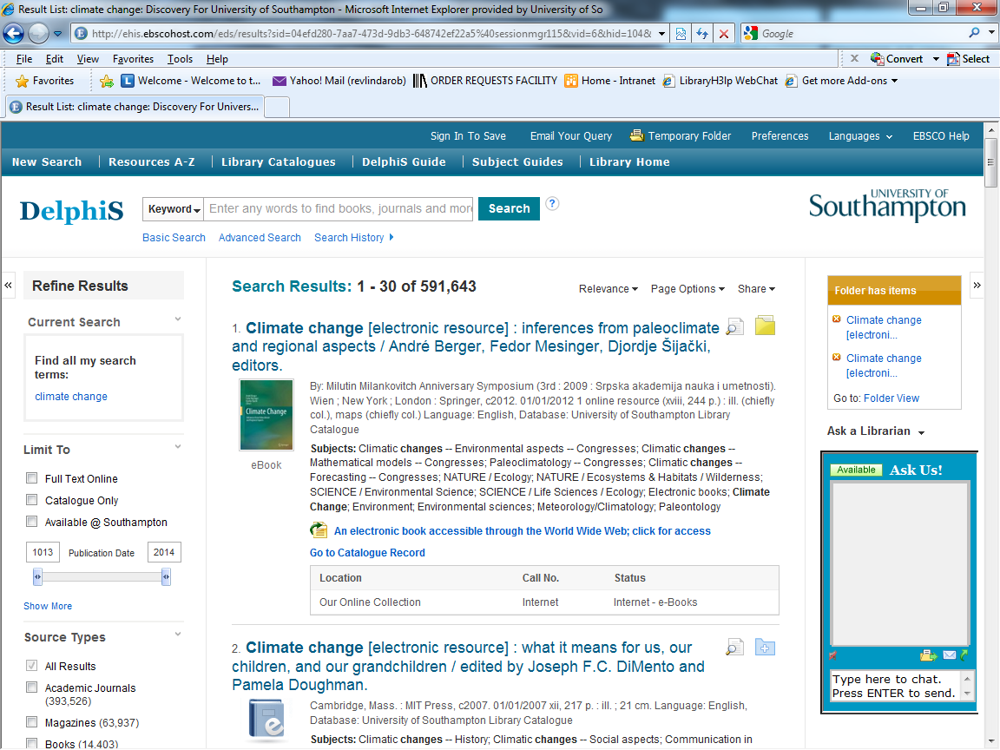 Result List: climate change: Discovery For University of Southampton - Microsoft Internet Explorer provided by University of So
http://ehis.ebscohost.com/eds/results?sid=04efd280-7aa7-473d-9db3-648742ef22a5%40sessionmgr115&vid=6&hid=104&
Google
File Edit View Favorites Tools Help
Convert Select
Favorites
Welcome - Welcome to t... Yahoo! Mail (revlindarob) ORDER REQUESTS FACILITY Home - Intranet LibraryH3lp WebChat Get more Add-ons
Result List: climate change: Discovery For Univers...
Sign In To Save Email Your Query Temporary Folder Preferences Languages EBSCO Help
New Search Resources A-Z Library Catalogues DelphiS Guide Subject Guides Library Home
DelphiS
Keyword Enter any words to find books, journals and more Search ?
Basic Search Advanced Search Search History
UNIVERSITY OF
Southampton
Refine Results
Current Search
Find all my search
terms:
climate change
Limit To
Full Text Online
Catalogue Only
Available @ Southampton
1013 Publication Date 2014
Show More
Source Types
All Results
Academic Journals
(393,526)
Magazines (63,937)
Books (14,403)
Search Results: 1 - 30 of 591,643
Relevance Page Options Share
1. Climate change [electronic resource] : inferences from paleoclimate
and regional aspects / André Berger, Fedor Mesinger, Djordje Šijački,
editors.
Climate Change
eBook
By: Milutin Milankovitch Anniversary Symposium (3rd : 2009 : Srpska akademija nauka i umetnosti).
Wien ; New York ; London : Springer, c2012. 01/01/2012 1 online resource (xviii, 244 p.) : ill. (chiefly
col.), maps (chiefly col.) Language: English, Database: University of Southampton Library
Catalogue
Subjects: Climatic changes -- Environmental aspects -- Congresses; Climatic changes --
Mathematical models -- Congresses; Paleoclimatology -- Congresses; Climatic changes --
Forecasting -- Congresses; NATURE / Ecology; NATURE / Ecosystems & Habitats / Wilderness;
SCIENCE / Environmental Science; SCIENCE / Life Sciences / Ecology; Electronic books; Climate
Change; Environment; Environmental sciences; Meteorology/Climatology; Paleontology
An electronic book accessible through the World Wide Web; click for access
Go to Catalogue Record
Location Call No. Status
Our Online Collection Internet Internet - e-Books
2. Climate change [electronic resource] : what it means for us, our
children, and our grandchildren / edited by Joseph F.C. DiMento and
Pamela Doughman.
Cambridge, Mass. : MIT Press, c2007. 01/01/2007 xii, 217 p. : ill. ; 21 cm. Language: English,
Database: University of Southampton Library Catalogue
Subjects: Climatic changes -- History; Climatic changes -- Social aspects; Communication in
Folder has items
Climate change
[electroni...
Climate change
[electroni...
Go to: Folder View
Ask a Librarian
Available Ask Us!
Type here to chat.
Press ENTER to send.